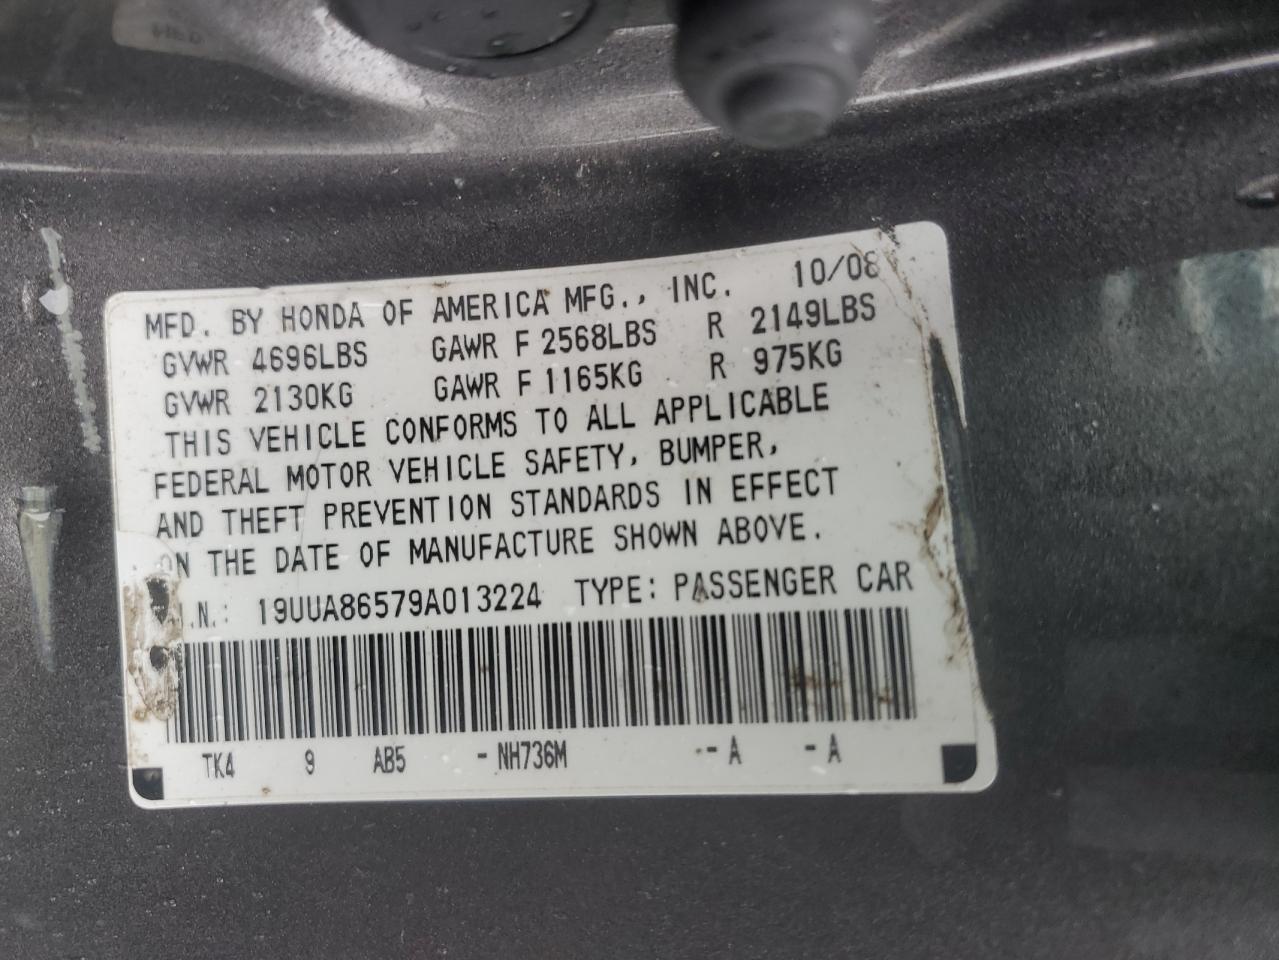 MFD. BY HONDA OF AMERICA MFG., INC. 10/08
GVWR 4696LBS GAWR F 2568LBS R 2149LBS
GVWR 2130KG GAWR F 1165KG R 975KG
THIS VEHICLE CONFORMS TO ALL APPLICABLE
FEDERAL MOTOR VEHICLE SAFETY, BUMPER,
AND THEFT PREVENTION STANDARDS IN EFFECT
ON THE DATE OF MANUFACTURE SHOWN ABOVE.
V.I.N.: 19UUA86579A013224 TYPE: PASSENGER CAR
TK4 9 AB5 -NH736M -A -A